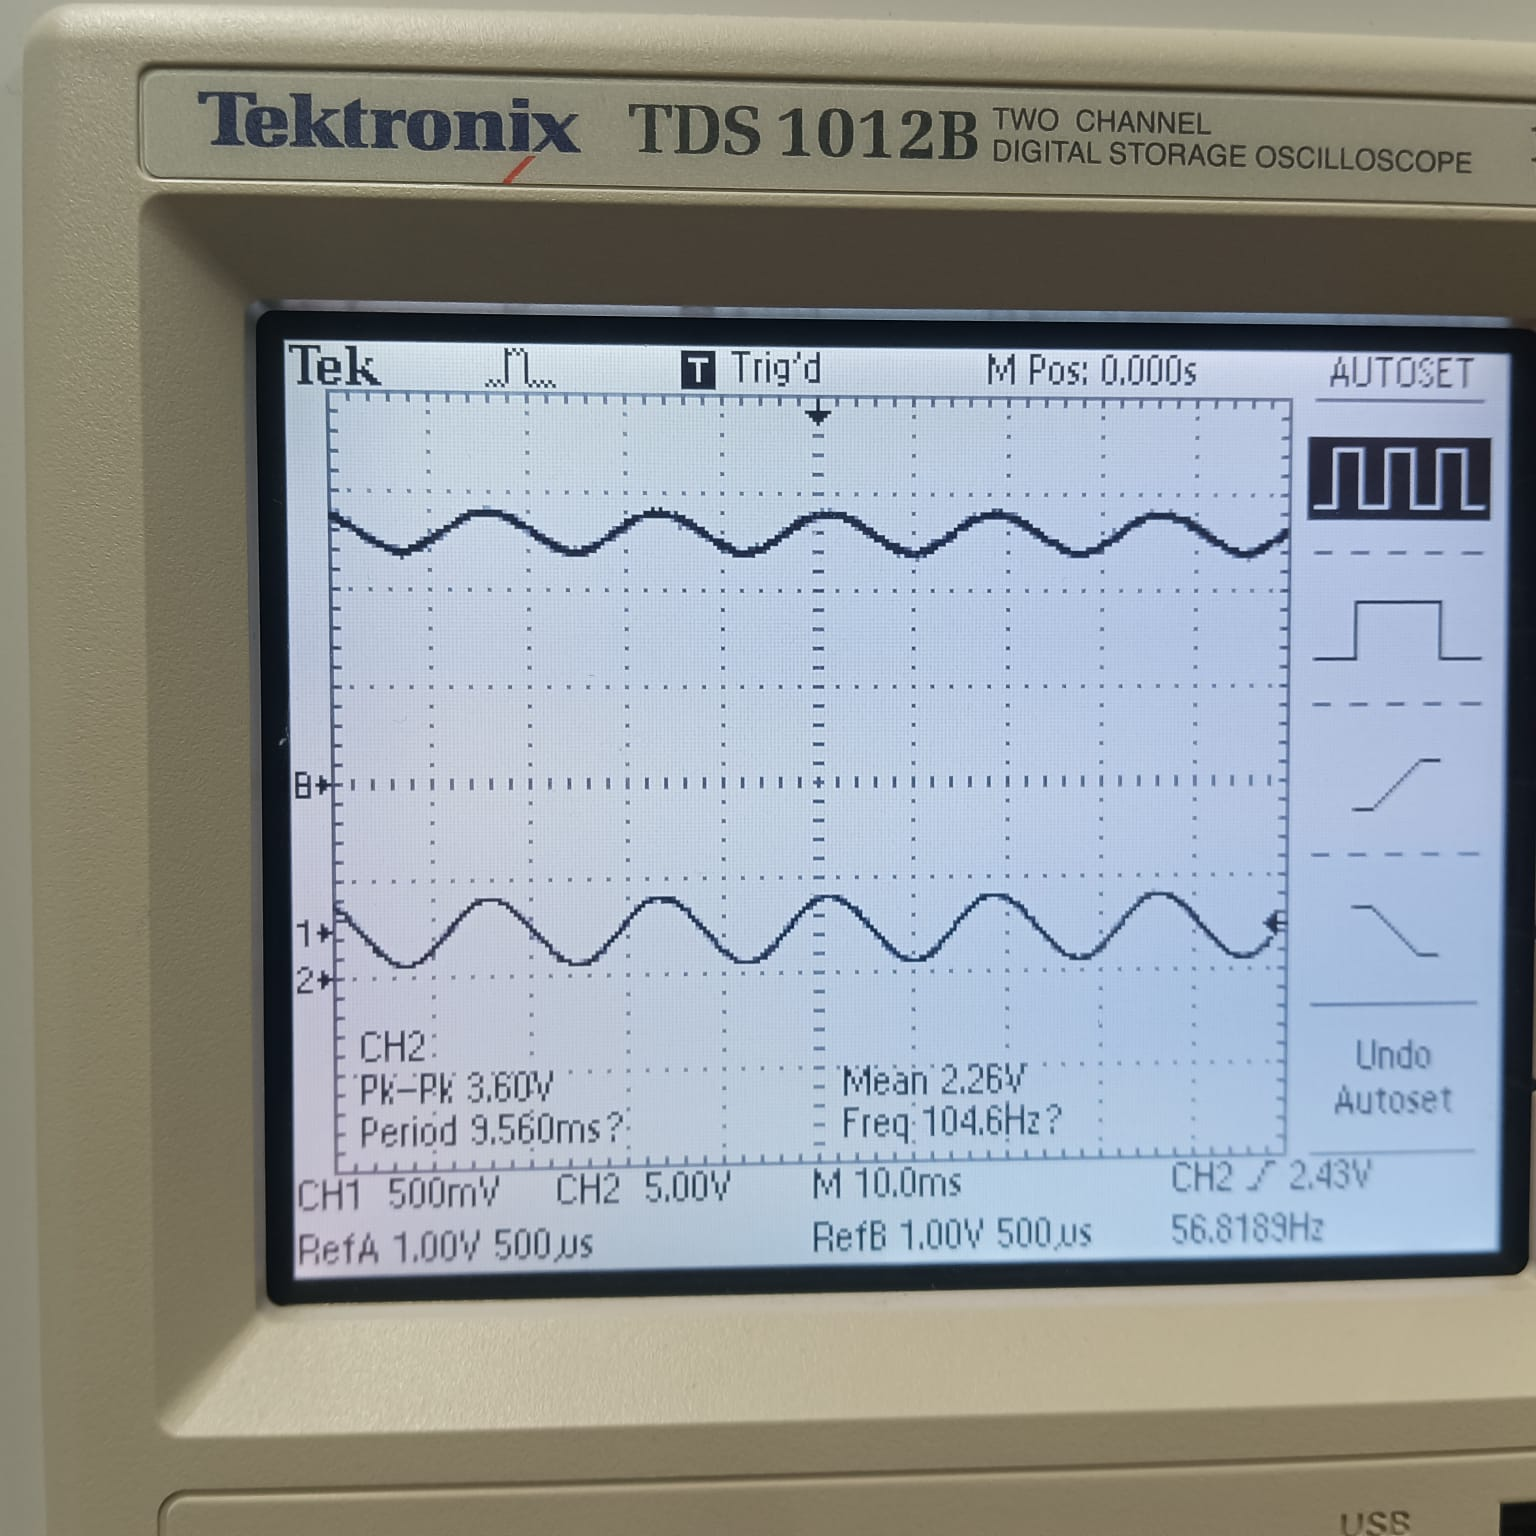 Tektronix TDS 1012B TWO CHANNEL
DIGITAL STORAGE OSCILLOSCOPE
Tek T Trig'd M Pos: 0.000s AUTOSET
B
1
2
CH2:
Pk-Pk 3.60V Mean 2.26V
Period 9.560ms? Freq 104.6Hz?
Undo
Autoset
CH1 500mV CH2 5.00V M 10.0ms CH2 2.43V
RefA 1.00V 500µs RefB 1.00V 500µs 56.8189Hz
USB